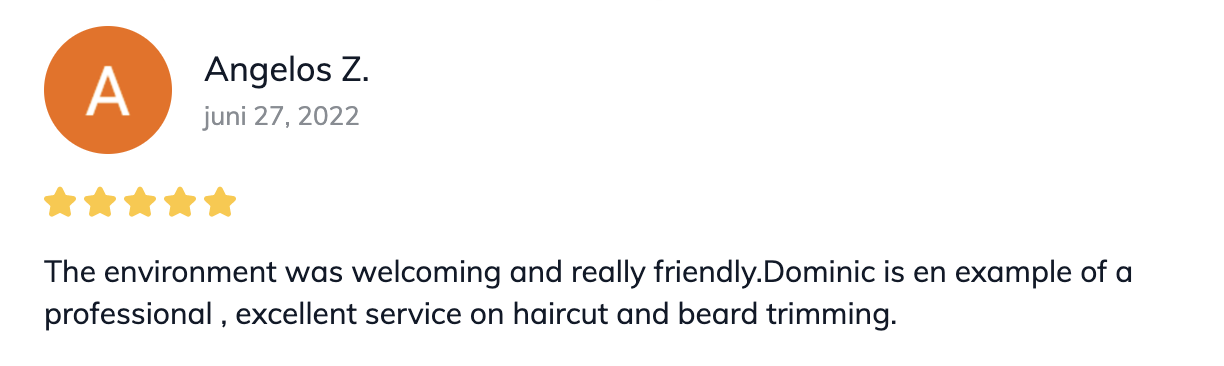 A
Angelos Z.
juni 27, 2022
The environment was welcoming and really friendly.Dominic is en example of a
professional , excellent service on haircut and beard trimming.